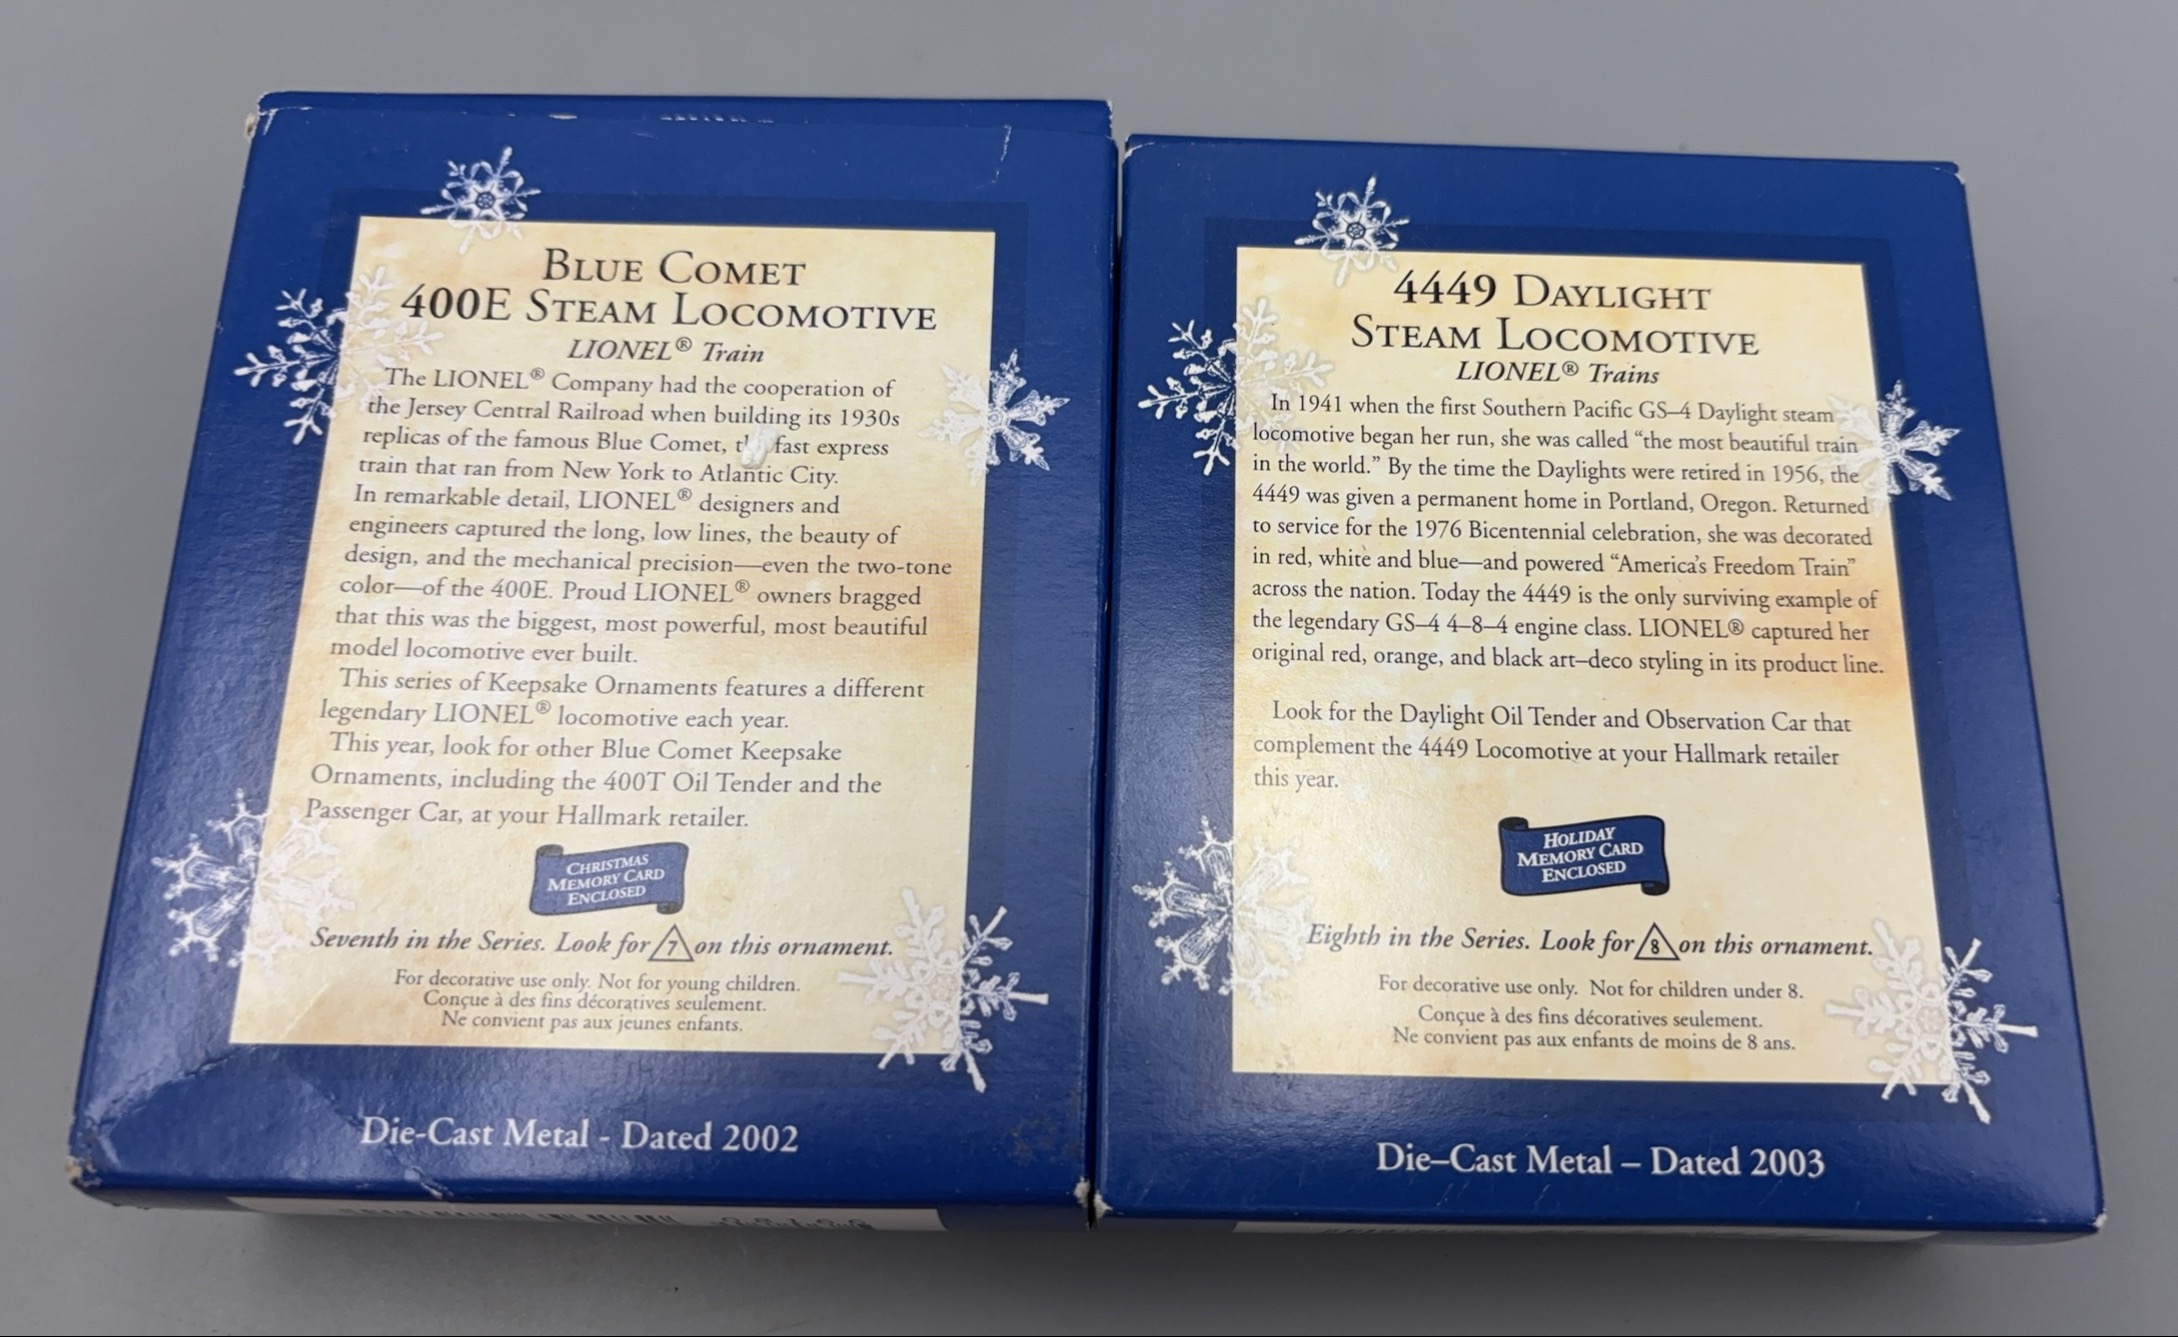 BLUE COMET
400E STEAM LOCOMOTIVE
LIONEL® Train
The LIONEL® Company had the cooperation of
the Jersey Central Railroad when building its 1930s
replicas of the famous Blue Comet, fast express
train that ran from New York to Atlantic City.
In remarkable detail, LIONEL® designers and
engineers captured the long, low lines, the beauty of
design, and the mechanical precision—even the two-tone
color—of the 400E. Proud LIONEL® owners bragged
that this was the biggest, most powerful, most beautiful
model locomotive ever built.
This series of Keepsake Ornaments features a different
legendary LIONEL® locomotive each year.
This year, look for other Blue Comet Keepsake
Ornaments, including the 400T Oil Tender and the
Passenger Car, at your Hallmark retailer.
CHRISTMAS
MEMORY CARD
ENCLOSED
Seventh in the Series. Look for 7 on this ornament.
For decorative use only. Not for young children.
Conçue à des fins décoratives seulement.
Ne convient pas aux jeunes enfants.
Die-Cast Metal - Dated 2002
4449 DAYLIGHT
STEAM LOCOMOTIVE
LIONEL® Trains
In 1941 when the first Southern Pacific GS–4 Daylight steam
locomotive began her run, she was called “the most beautiful train
in the world.” By the time the Daylights were retired in 1956, the
4449 was given a permanent home in Portland, Oregon. Returned
to service for the 1976 Bicentennial celebration, she was decorated
in red, white and blue—and powered “America’s Freedom Train”
across the nation. Today the 4449 is the only surviving example of
the legendary GS–4 4–8–4 engine class. LIONEL® captured her
original red, orange, and black art–deco styling in its product line.
Look for the Daylight Oil Tender and Observation Car that
complement the 4449 Locomotive at your Hallmark retailer
this year.
HOLIDAY
MEMORY CARD
ENCLOSED
Eighth in the Series. Look for 8 on this ornament.
For decorative use only. Not for children under 8.
Conçue à des fins décoratives seulement.
Ne convient pas aux enfants de moins de 8 ans.
Die–Cast Metal – Dated 2003